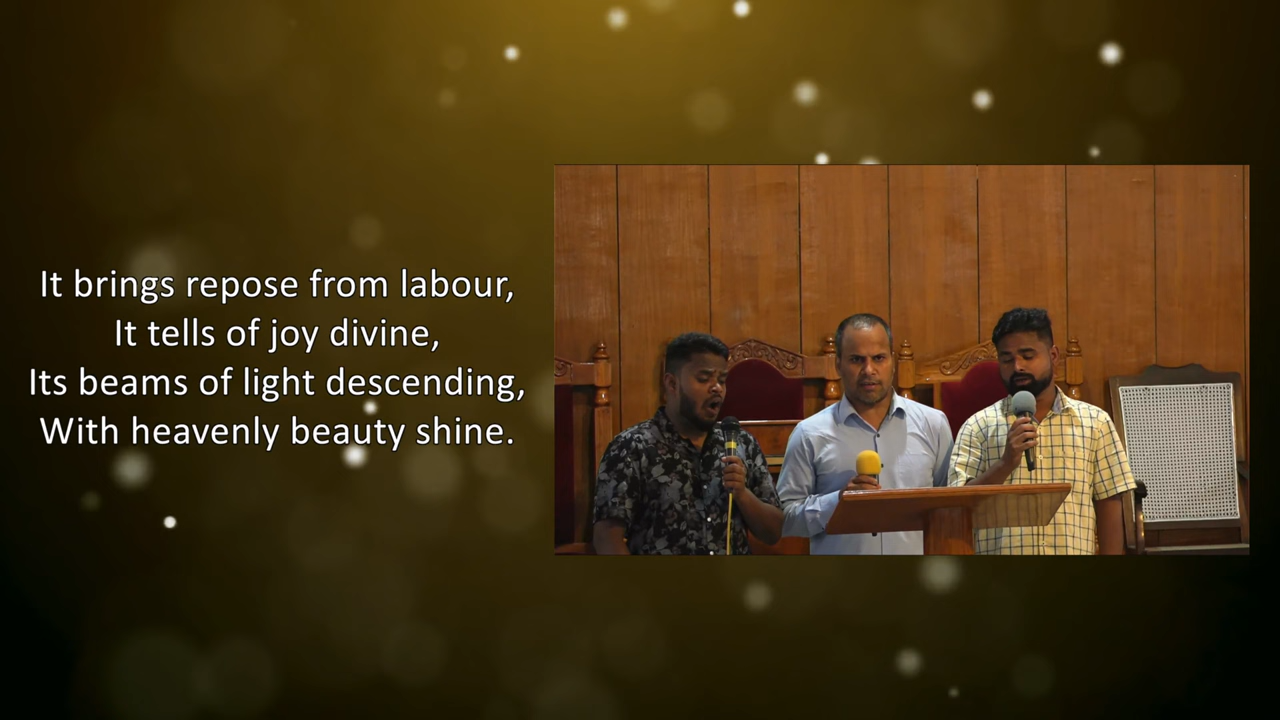 It brings repose from labour,
It tells of joy divine,
Its beams of light descending,
With heavenly beauty shine.